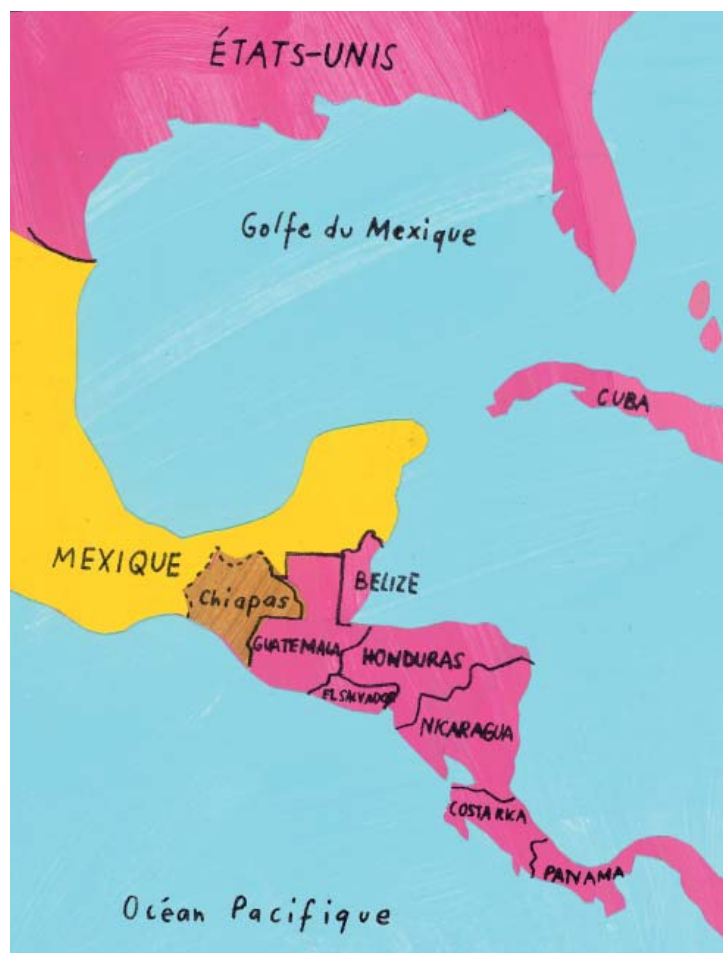 ÉTATS-UNIS
Golfe du Mexique
CUBA
MEXIQUE
Chiapas
BELIZE
GUATEMALA
HONDURAS
EL SALVADOR
NICARAGUA
COSTA RICA
PANAMA
Océan Pacifique